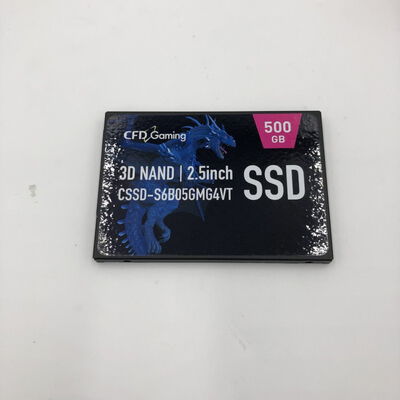 CFD Gaming
500
GB
3D NAND | 2.5inch
CSSD-S6B05GMG4VT
SSD